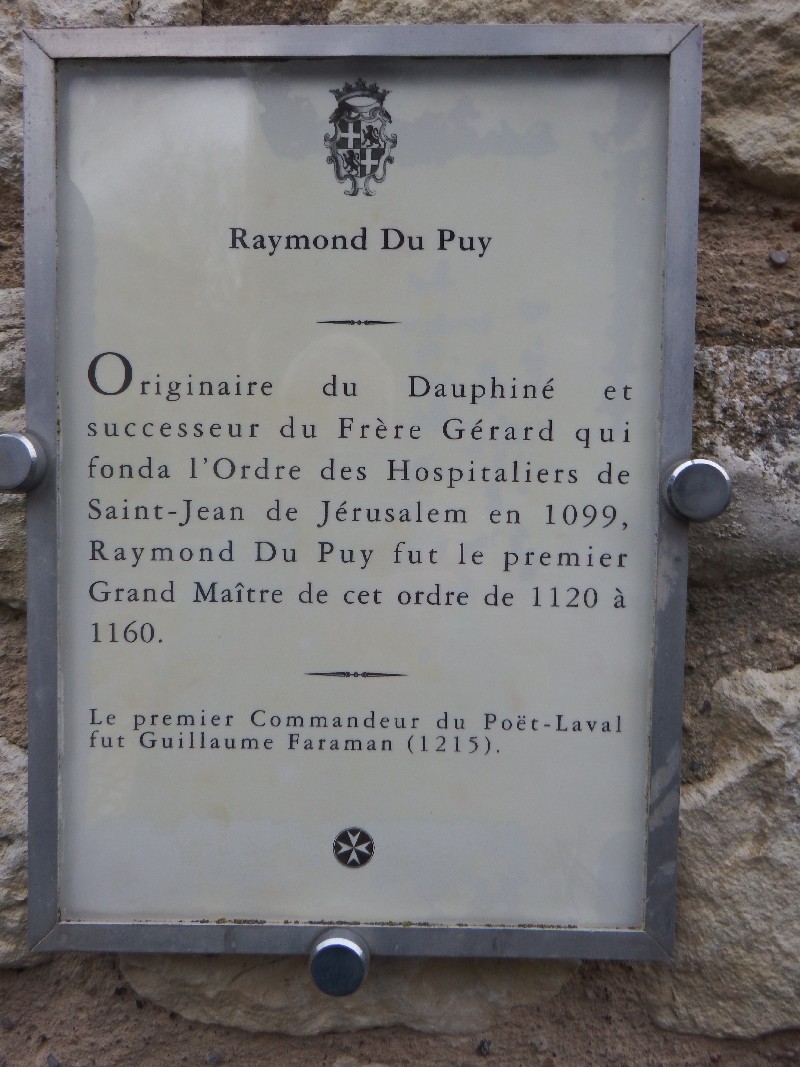 Raymond Du Puy
Originaire du Dauphiné et
successeur du Frère Gérard qui
fonda l'Ordre des Hospitaliers de
Saint-Jean de Jérusalem en 1099,
Raymond Du Puy fut le premier
Grand Maître de cet ordre de 1120 à
1160.
Le premier Commandeur du Poët-Laval
fut Guillaume Faraman (1215).